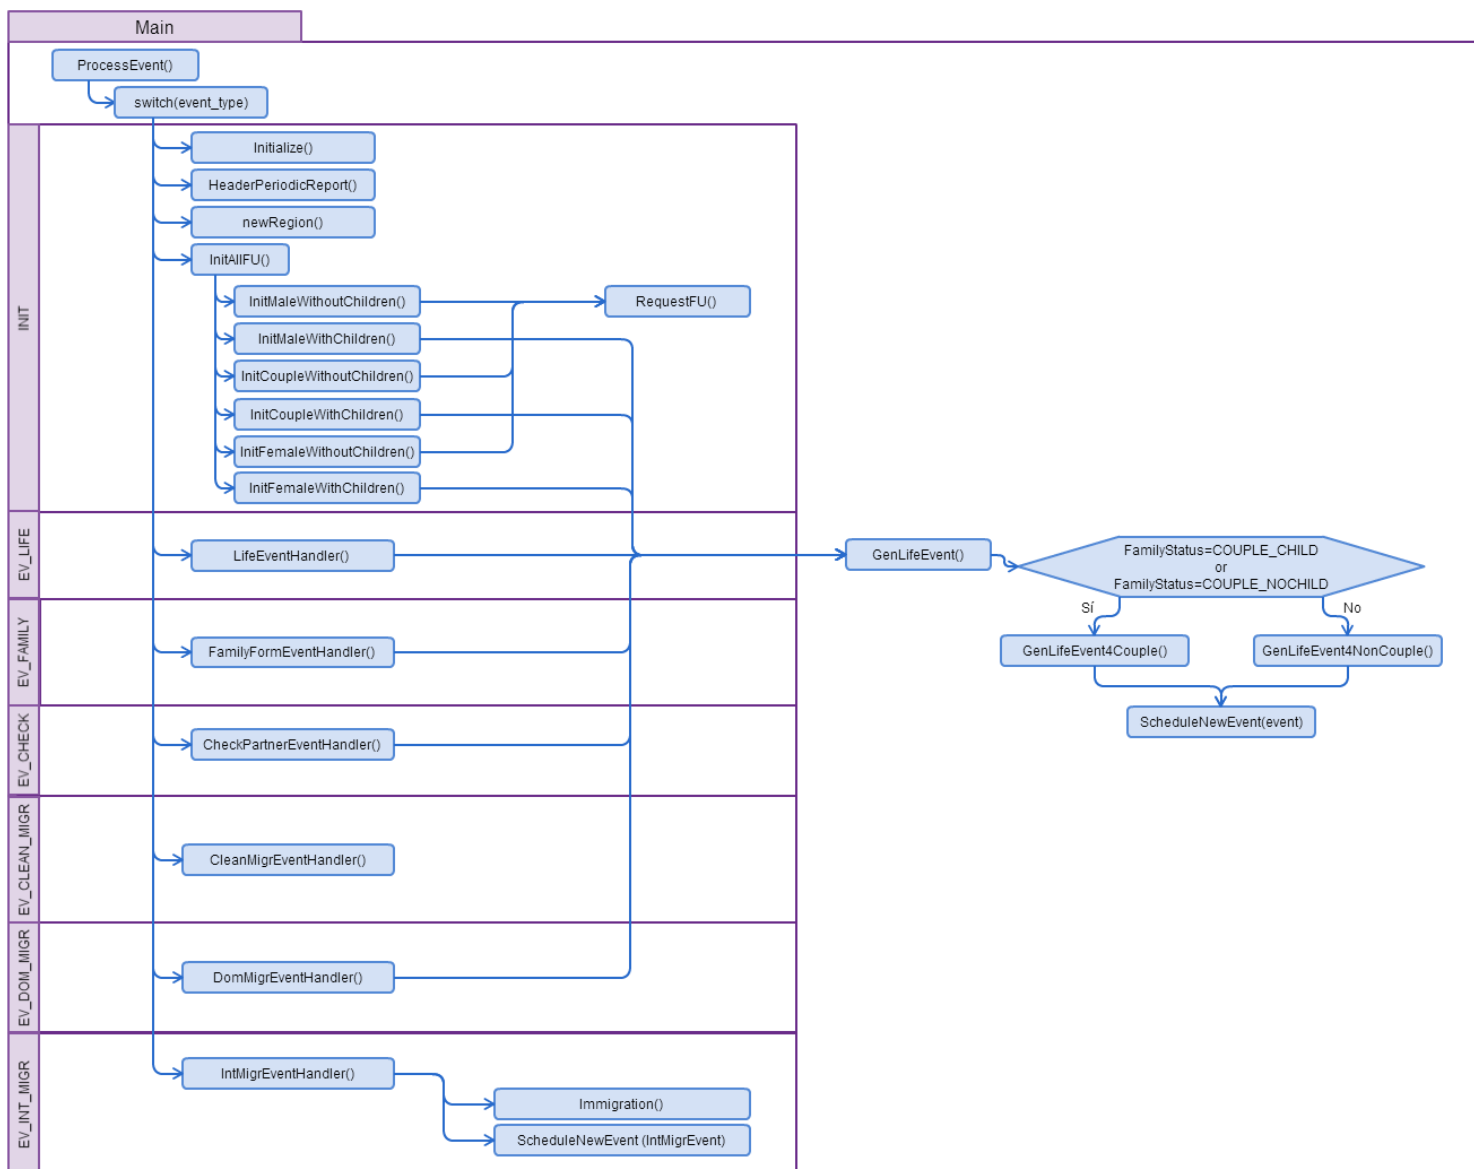 Main
ProcessEvent()
switch(event_type)
INIT
Initialize()
HeaderPeriodicReport()
newRegion()
InitAllFU()
InitMaleWithoutChildren()
RequestFU()
InitMaleWithChildren()
InitCoupleWithoutChildren()
InitCoupleWithChildren()
InitFemaleWithoutChildren()
InitFemaleWithChildren()
EV_LIFE
LifeEventHandler()
GenLifeEvent()
FamilyStatus=COUPLE_CHILD
or
FamilyStatus=COUPLE_NOCHILD
Sí
No
GenLifeEvent4Couple()
GenLifeEvent4NonCouple()
ScheduleNewEvent(event)
EV_FAMILY
FamilyFormEventHandler()
EV_CHECK
CheckPartnerEventHandler()
EV_CLEAN_MIGR
CleanMigrEventHandler()
EV_DOM_MIGR
DomMigrEventHandler()
EV_INT_MIGR
IntMigrEventHandler()
Immigration()
ScheduleNewEvent (IntMigrEvent)